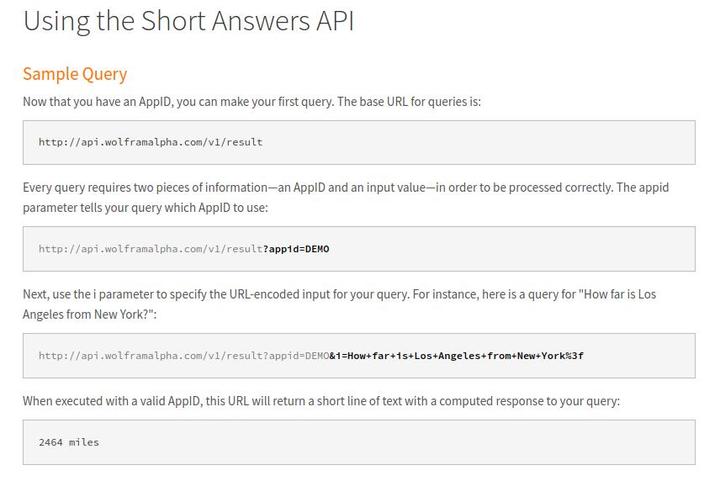 Using the Short Answers API
Sample Query
Now that you have an AppID, you can make your first query. The base URL for queries is:
http://api.wolframalpha.com/v1/result
Every query requires two pieces of information—an AppID and an input value—in order to be processed correctly. The appid
parameter tells your query which AppID to use:
http://api.wolframalpha.com/v1/result?appid=DEMO
Next, use the i parameter to specify the URL-encoded input for your query. For instance, here is a query for "How far is Los
Angeles from New York?":
http://api.wolframalpha.com/v1/result?appid=DEMO&i=How+far+is+Los+Angeles+from+New+York%3f
When executed with a valid AppID, this URL will return a short line of text with a computed response to your query:
2464 miles